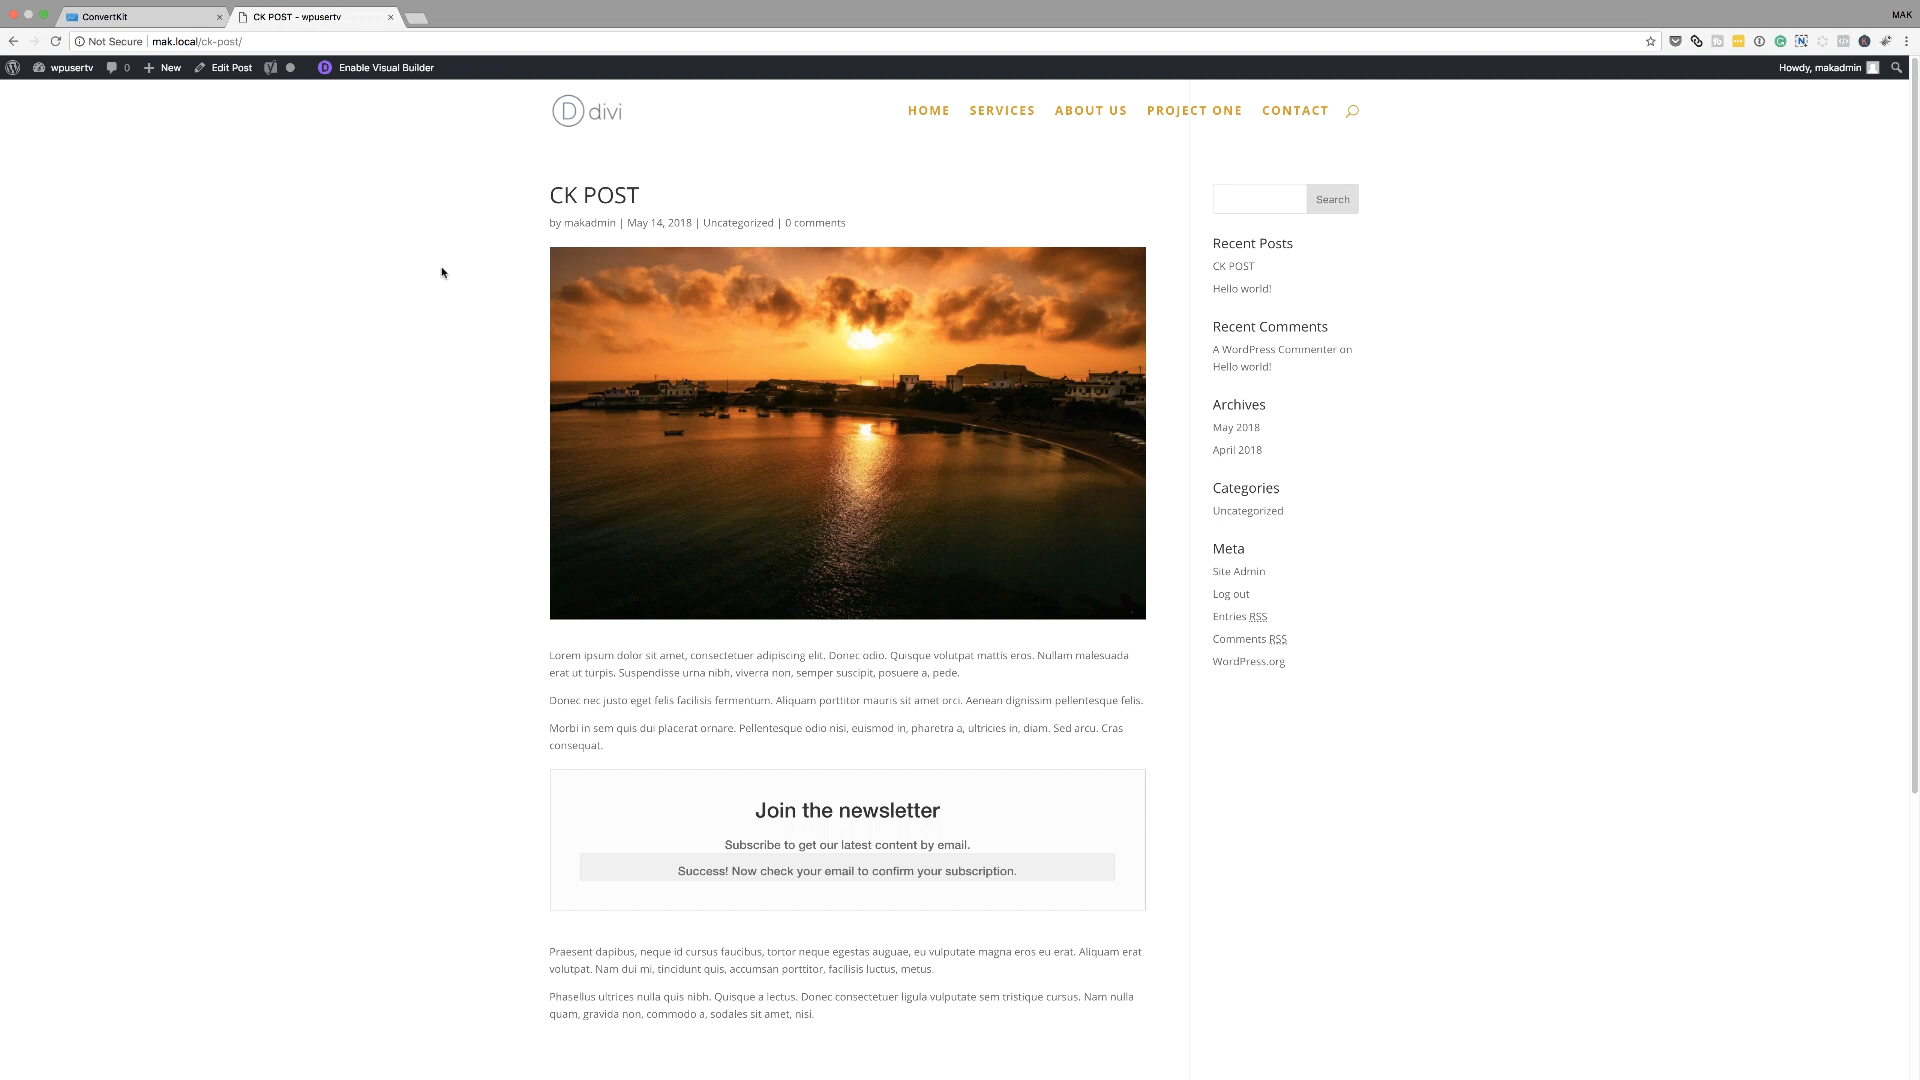 ConvertKit
CK POST - wpusertv
MAK
Not Secure
mak.local/ck-post/
wpusertv
0
New
Edit Post
Enable Visual Builder
Howdy, makadmin
D divi
HOME
SERVICES
ABOUT US
PROJECT ONE
CONTACT
CK POST
by makadmin | May 14, 2018 | Uncategorized | 0 comments
Lorem ipsum dolor sit amet, consectetuer adipiscing elit. Donec odio. Quisque volutpat mattis eros. Nullam malesuada
erat ut turpis. Suspendisse urna nibh, viverra non, semper suscipit, posuere a, pede.
Donec nec justo eget felis facilisis fermentum. Aliquam porttitor mauris sit amet orci. Aenean dignissim pellentesque felis.
Morbi in sem quis dui placerat ornare. Pellentesque odio nisi, euismod in, pharetra a, ultricies in, diam. Sed arcu. Cras
consequat.
Join the newsletter
Subscribe to get our latest content by email.
Success! Now check your email to confirm your subscription.
Praesent dapibus, neque id cursus faucibus, tortor neque egestas auguae, eu vulputate magna eros eu erat. Aliquam erat
volutpat. Nam dui mi, tincidunt quis, accumsan porttitor, facilisis luctus, metus.
Phasellus ultrices nulla quis nibh. Quisque a lectus. Donec consectetuer ligula vulputate sem tristique cursus. Nam nulla
quam, gravida non, commodo a, sodales sit amet, nisi.
Search
Recent Posts
CK POST
Hello world!
Recent Comments
A WordPress Commenter on
Hello world!
Archives
May 2018
April 2018
Categories
Uncategorized
Meta
Site Admin
Log out
Entries RSS
Comments RSS
WordPress.org